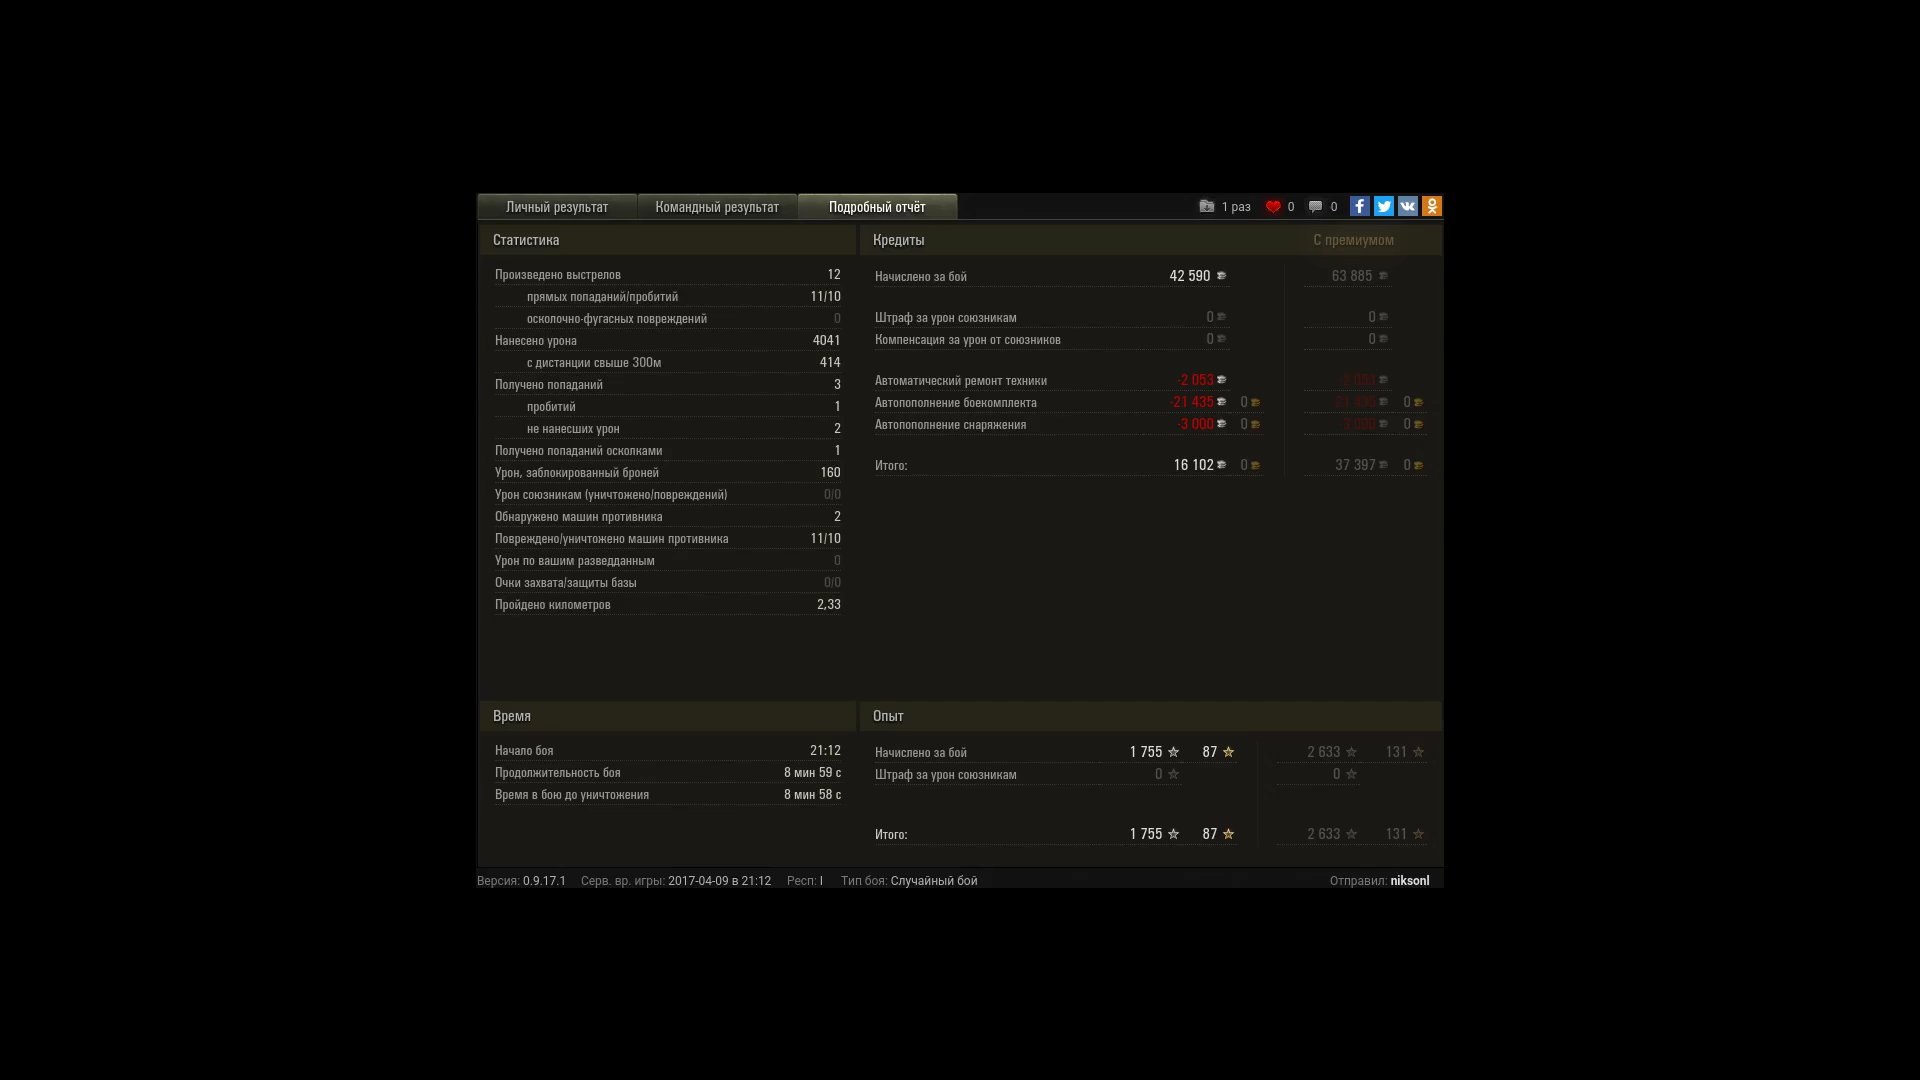 Личный результат Командный результат Подробный отчёт 1 раз 0 0
Статистика
Произведено выстрелов 12
прямых попаданий/пробитий 11/10
осколочно-фугасных повреждений 0
Нанесено урона 4041
с дистанции свыше 300м 414
Получено попаданий 3
пробитий 1
не нанесших урон 2
Получено попаданий осколками 1
Урон, заблокированный броней 160
Урон союзникам (уничтожено/повреждений) 0/0
Обнаружено машин противника 2
Повреждено/уничтожено машин противника 11/10
Урон по вашим разведданным 0
Очки захвата/защиты базы 0/0
Пройдено километров 2,33
Кредиты С премиумом
Начислено за бой 42 590 63 885
Штраф за урон союзникам 0 0
Компенсация за урон от союзников 0 0
Автоматический ремонт техники -2 053 -2 053
Автопополнение боекомплекта -21 435 0 -21 435 0
Автопополнение снаряжения -3 000 0 -3 000 0
Итого: 16 102 0 37 397 0
Время
Начало боя 21:12
Продолжительность боя 8 мин 59 с
Время в бою до уничтожения 8 мин 58 с
Опыт
Начислено за бой 1 755 87 2 633 131
Штраф за урон союзникам 0 0
Итого: 1 755 87 2 633 131
Версия: 0.9.17.1 Серв. вр. игры: 2017-04-09 в 21:12 Респ: I Тип боя: Случайный бой Отправил: niksonl